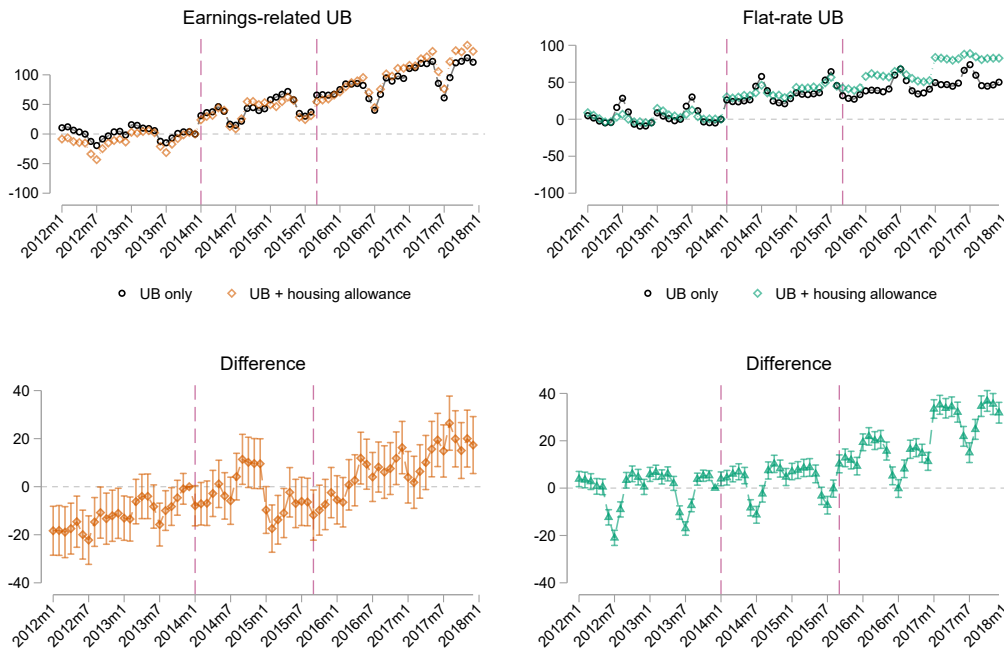 Earnings-related UB
100
50
0
-50
-100
2012m1
2012m7
2013m1
2013m7
2014m1
2014m7
2015m1
2015m7
2016m1
2016m7
2017m1
2017m7
2018m1
UB only
UB + housing allowance
Flat-rate UB
100
50
0
-50
-100
2012m1
2012m7
2013m1
2013m7
2014m1
2014m7
2015m1
2015m7
2016m1
2016m7
2017m1
2017m7
2018m1
UB only
UB + housing allowance
Difference
40
20
0
-20
-40
2012m1
2012m7
2013m1
2013m7
2014m1
2014m7
2015m1
2015m7
2016m1
2016m7
2017m1
2017m7
2018m1
Difference
40
20
0
-20
-40
2012m1
2012m7
2013m1
2013m7
2014m1
2014m7
2015m1
2015m7
2016m1
2016m7
2017m1
2017m7
2018m1